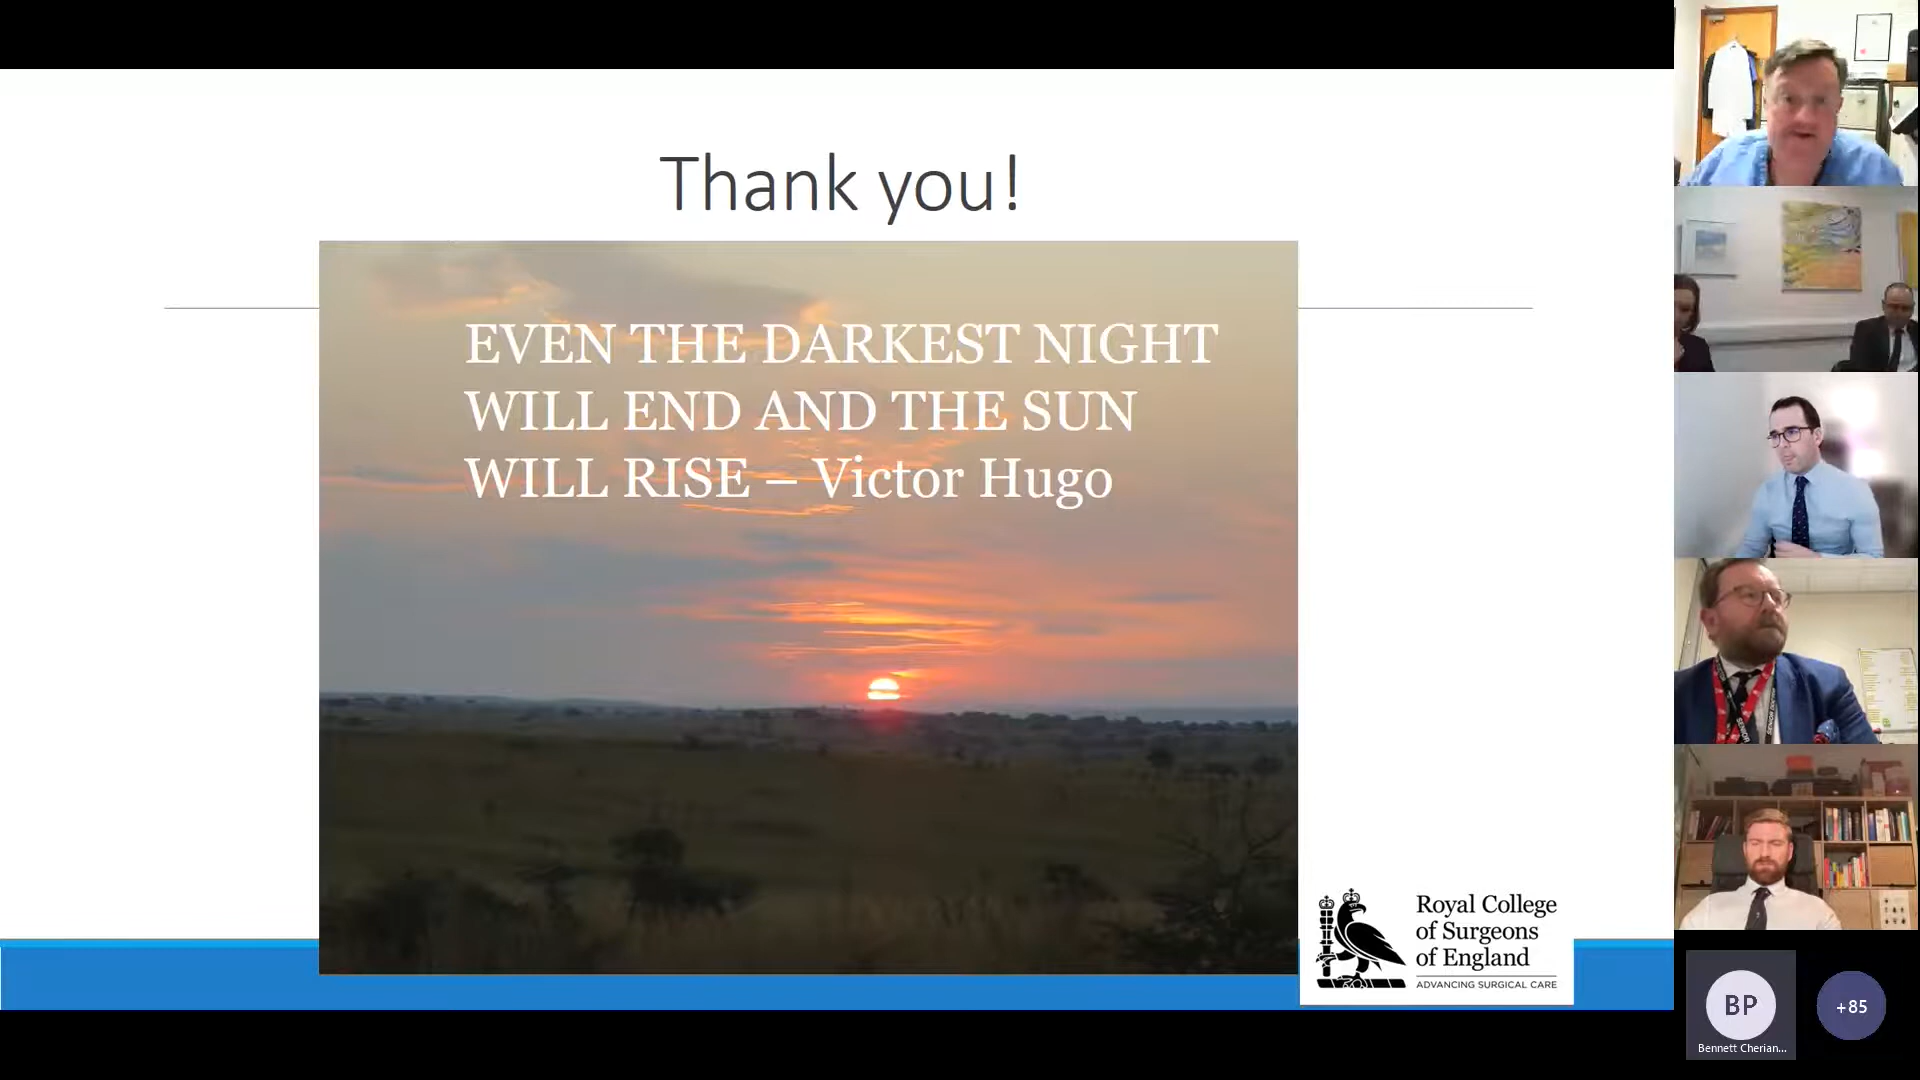 Thank you!
EVEN THE DARKEST NIGHT
WILL END AND THE SUN
WILL RISE – Victor Hugo
Royal College
of Surgeons
of England
ADVANCING SURGICAL CARE
SENIOR
BP
Bennett Cherian...
+85